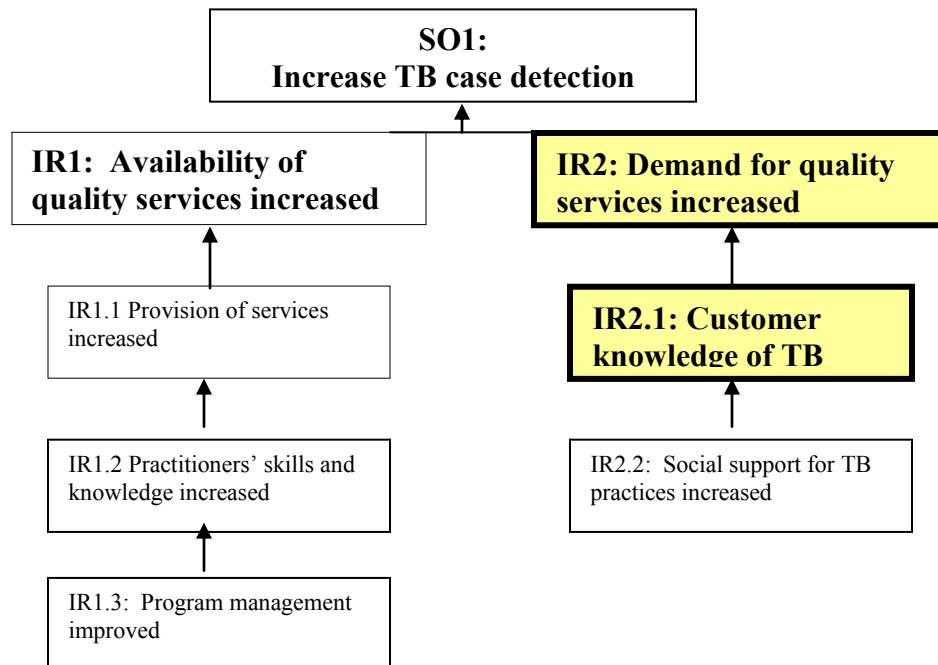 SO1:
Increase TB case detection
IR1: Availability of
quality services increased
IR2: Demand for quality
services increased
IR1.1 Provision of services
increased
IR2.1: Customer
knowledge of TB
IR1.2 Practitioners’ skills and
knowledge increased
IR2.2: Social support for TB
practices increased
IR1.3: Program management
improved